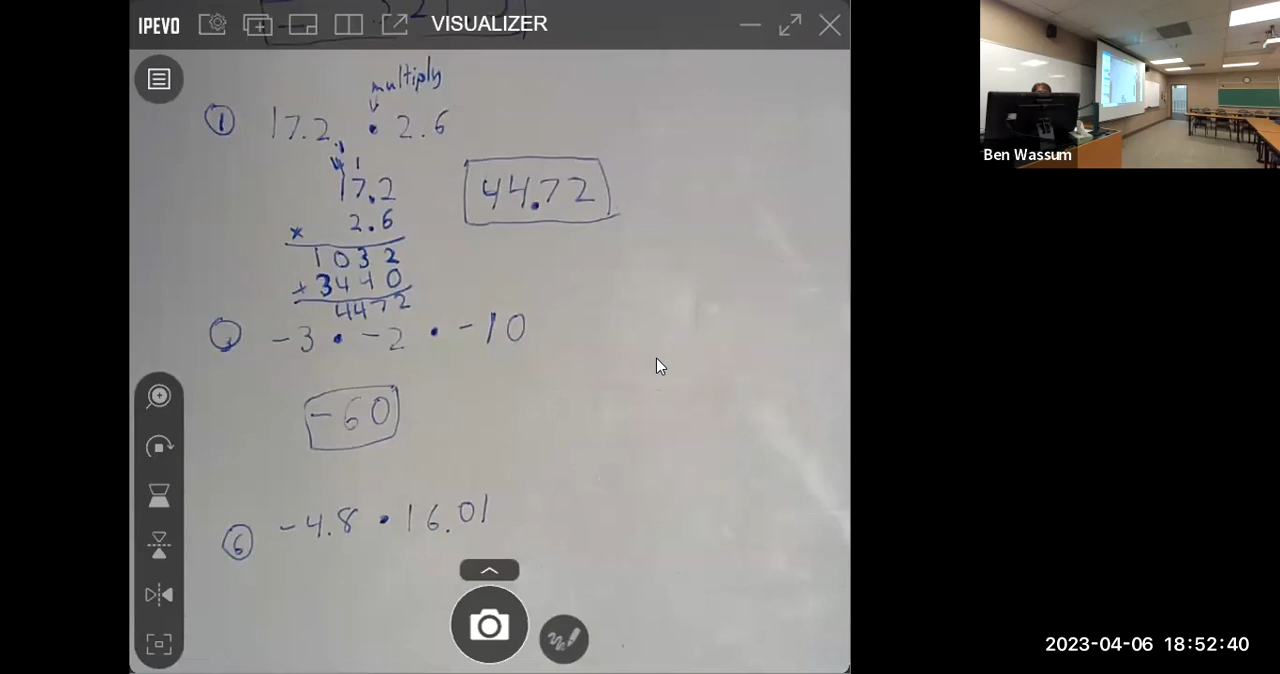 IPEVO VISUALIZER
multiply
① 17.2 • 2.6
1
17.2
× 2.6
1032
+ 3440
4472
44.72
-3 • -2 • -10
-60
⑥ -4.8 • 16.01
Ben Wassum
2023-04-06 18:52:40